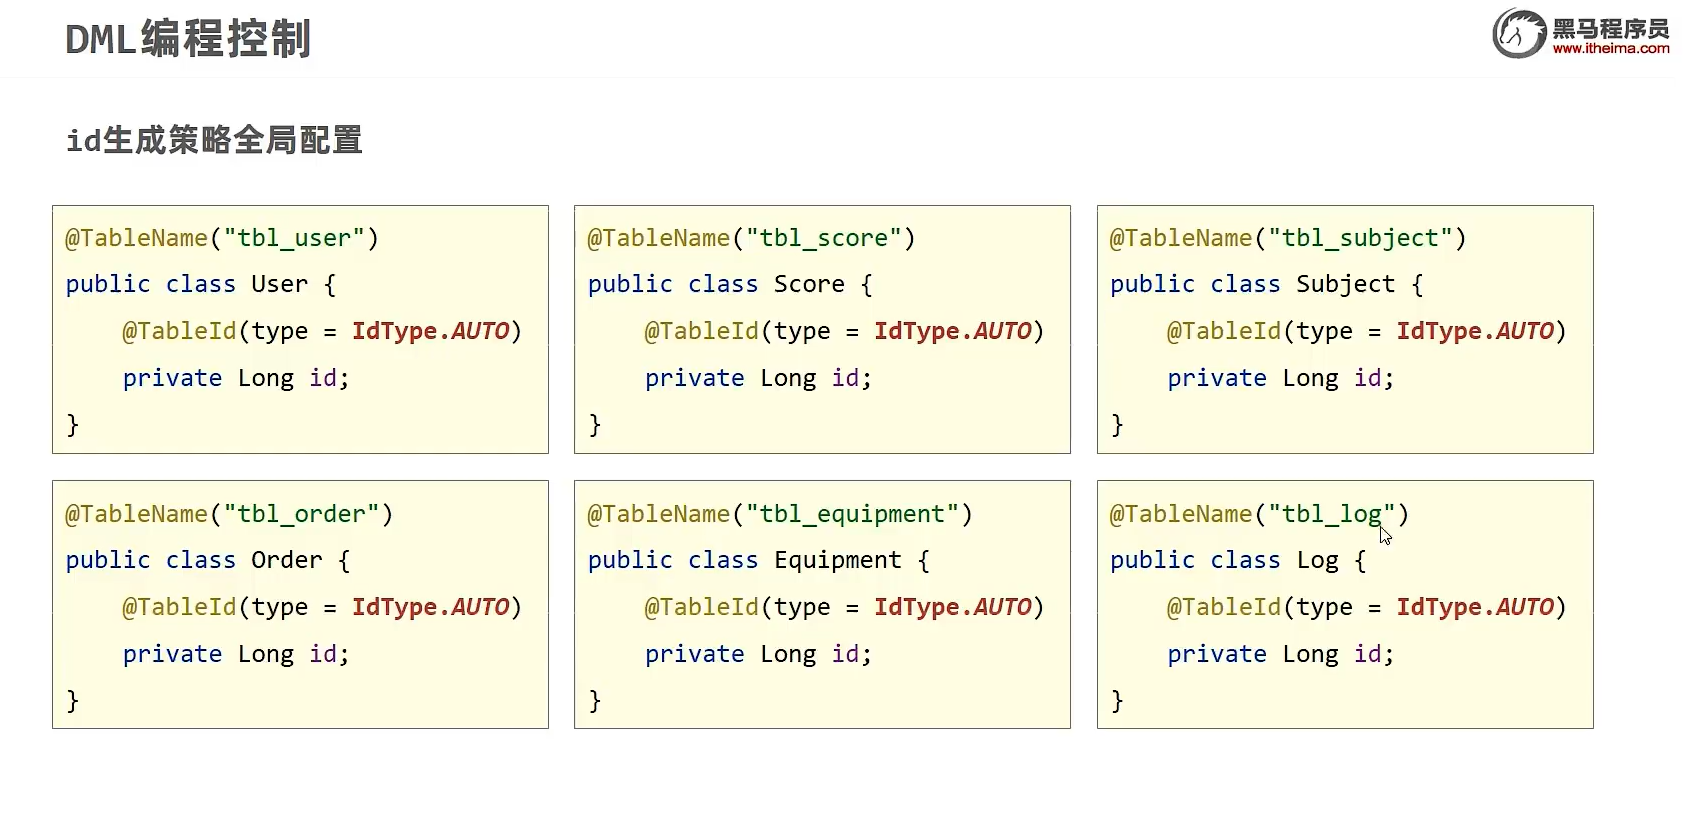 DML编程控制
黑马程序员
www.itheima.com
id生成策略全局配置
@TableName("tbl_user")
public class User {
    @TableId(type = IdType.AUTO)
    private Long id;
}
@TableName("tbl_score")
public class Score {
    @TableId(type = IdType.AUTO)
    private Long id;
}
@TableName("tbl_subject")
public class Subject {
    @TableId(type = IdType.AUTO)
    private Long id;
}
@TableName("tbl_order")
public class Order {
    @TableId(type = IdType.AUTO)
    private Long id;
}
@TableName("tbl_equipment")
public class Equipment {
    @TableId(type = IdType.AUTO)
    private Long id;
}
@TableName("tbl_log")
public class Log {
    @TableId(type = IdType.AUTO)
    private Long id;
}